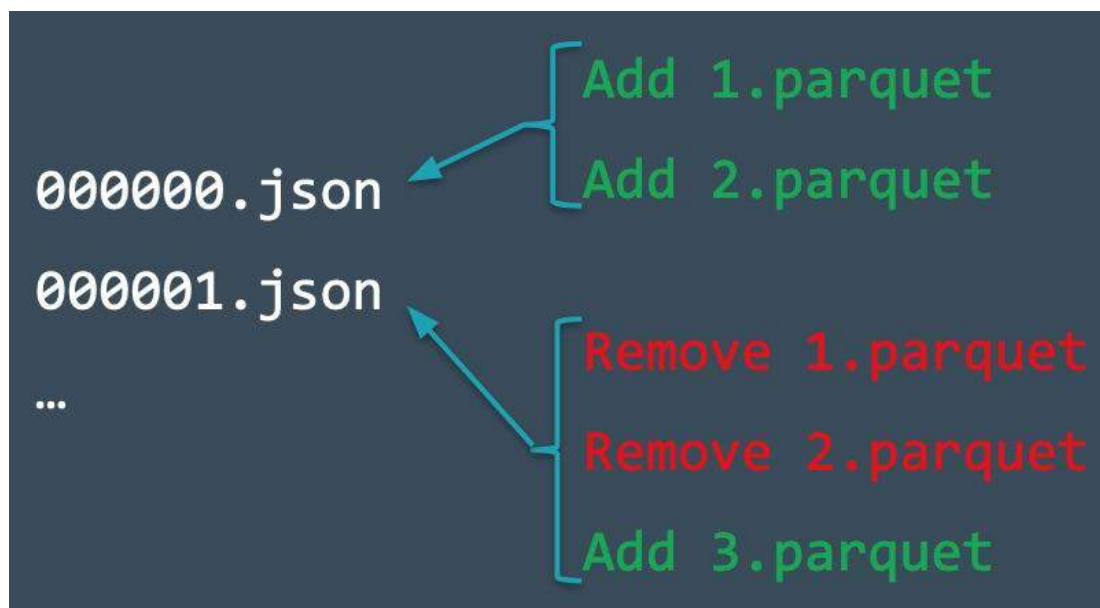 Add 1.parquet
Add 2.parquet
000000.json
000001.json
…
Remove 1.parquet
Remove 2.parquet
Add 3.parquet